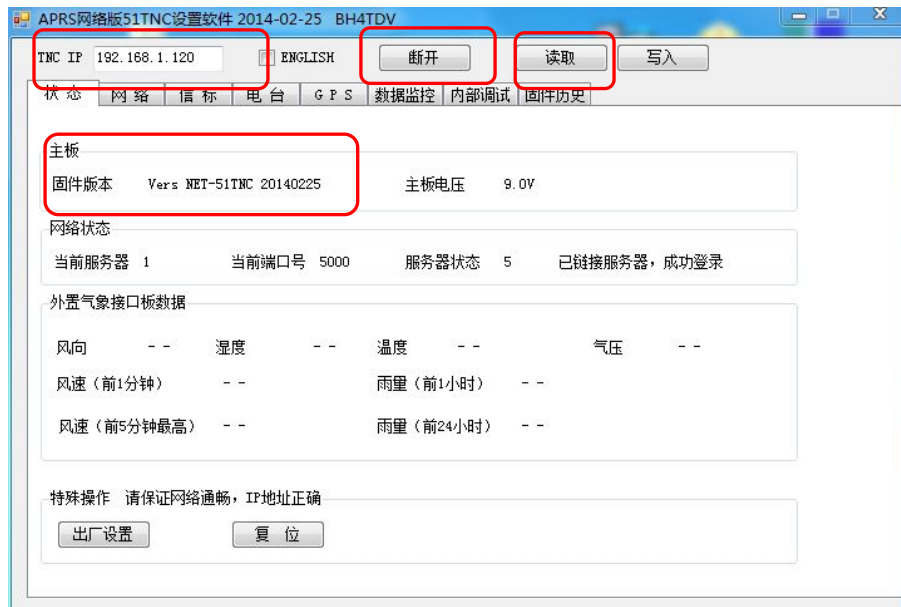 APRS网络版51TNC设置软件 2014-02-25 BH4TDV
TNC IP 192.168.1.120 ENGLISH 断开 读取 写入
状 态 网 络 信 标 电 台 G P S 数据监控 内部调试 固件历史
主板
固件版本 Vers NET-51TNC 20140225 主板电压 9.0V
网络状态
当前服务器 1 当前端口号 5000 服务器状态 5 已链接服务器，成功登录
外置气象接口板数据
风向 - - 湿度 - - 温度 - - 气压 - -
风速（前1分钟） - - 雨量（前1小时） - -
风速（前5分钟最高） - - 雨量（前24小时） - -
特殊操作 请保证网络通畅，IP地址正确
出厂设置 复 位